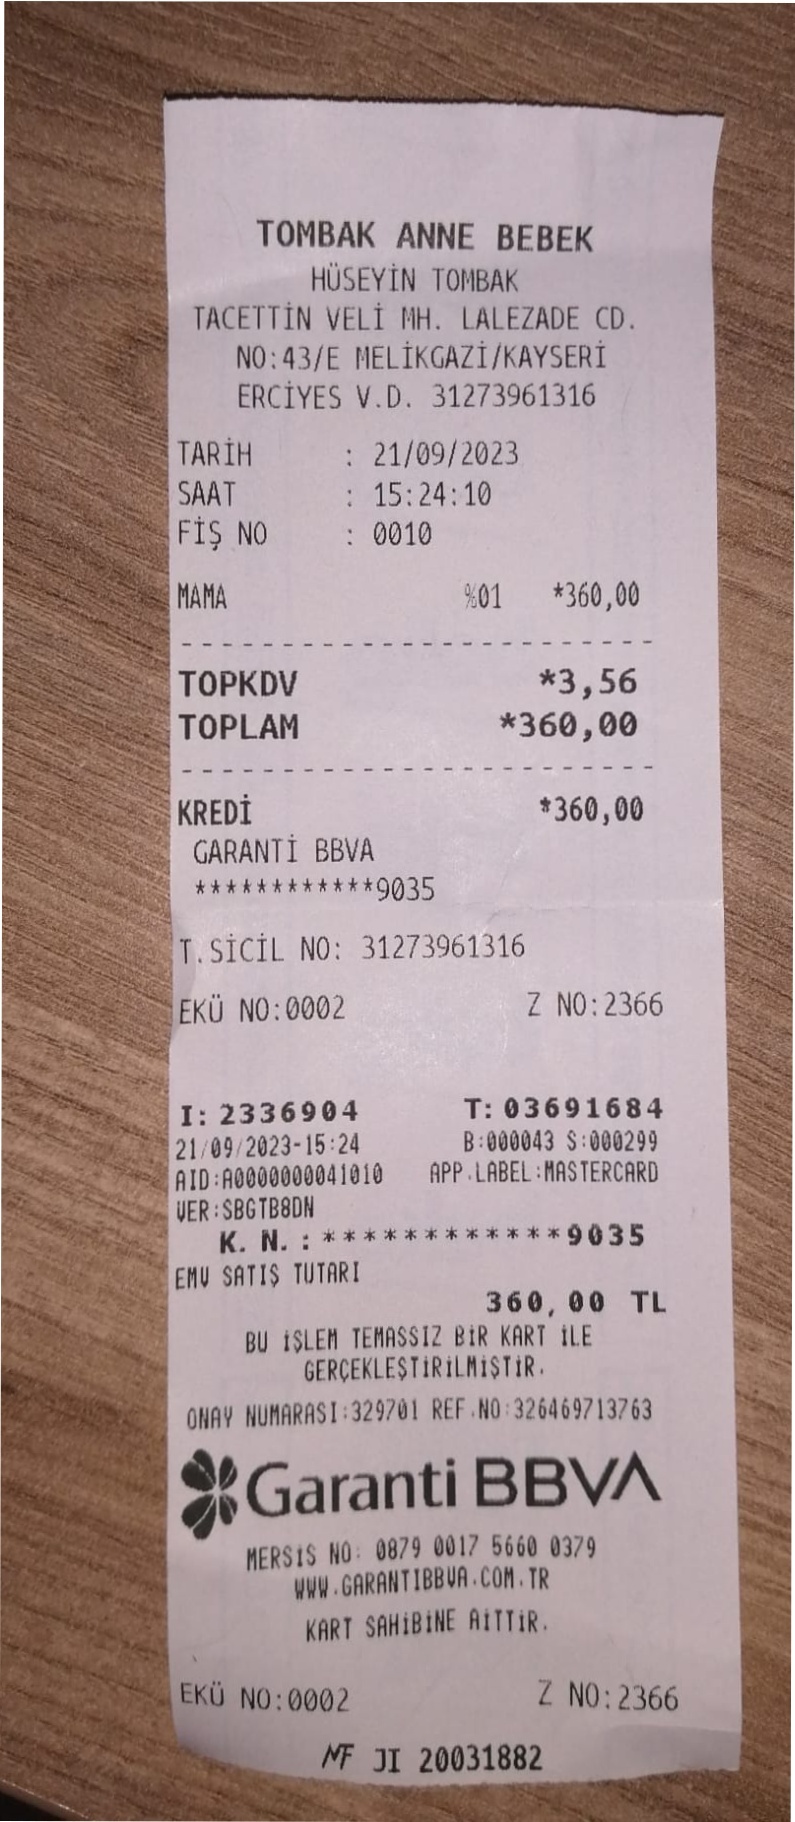 TOMBAK ANNE BEBEK
HÜSEYİN TOMBAK
TACETTİN VELİ MH. LALEZADE CD.
NO:43/E MELİKGAZİ/KAYSERİ
ERCİYES V.D. 31273961316
TARİH : 21/09/2023
SAAT : 15:24:10
FİŞ NO : 0010
MAMA %01 *360,00
TOPKDV *3,56
TOPLAM *360,00
KREDİ *360,00
GARANTİ BBVA
************9035
T.SİCİL NO: 31273961316
EKÜ NO:0002 Z NO:2366
I: 2336904 T: 03691684
21/09/2023-15:24 B:000043 S:000299
AID:A0000000041010 APP.LABEL:MASTERCARD
VER:SBGTB8DN
K. N. : ************9035
EMV SATIŞ TUTARI
360,00 TL
BU İŞLEM TEMASSIZ BİR KART İLE
GERÇEKLEŞTİRİLMİŞTİR.
ONAY NUMARASI:329701 REF.NO:326469713763
Garanti BBVA
MERSİS NO: 0879 0017 5660 0379
WWW.GARANTIBBVA.COM.TR
KART SAHİBİNE AİTTİR.
EKÜ NO:0002 Z NO:2366
MF JI 20031882